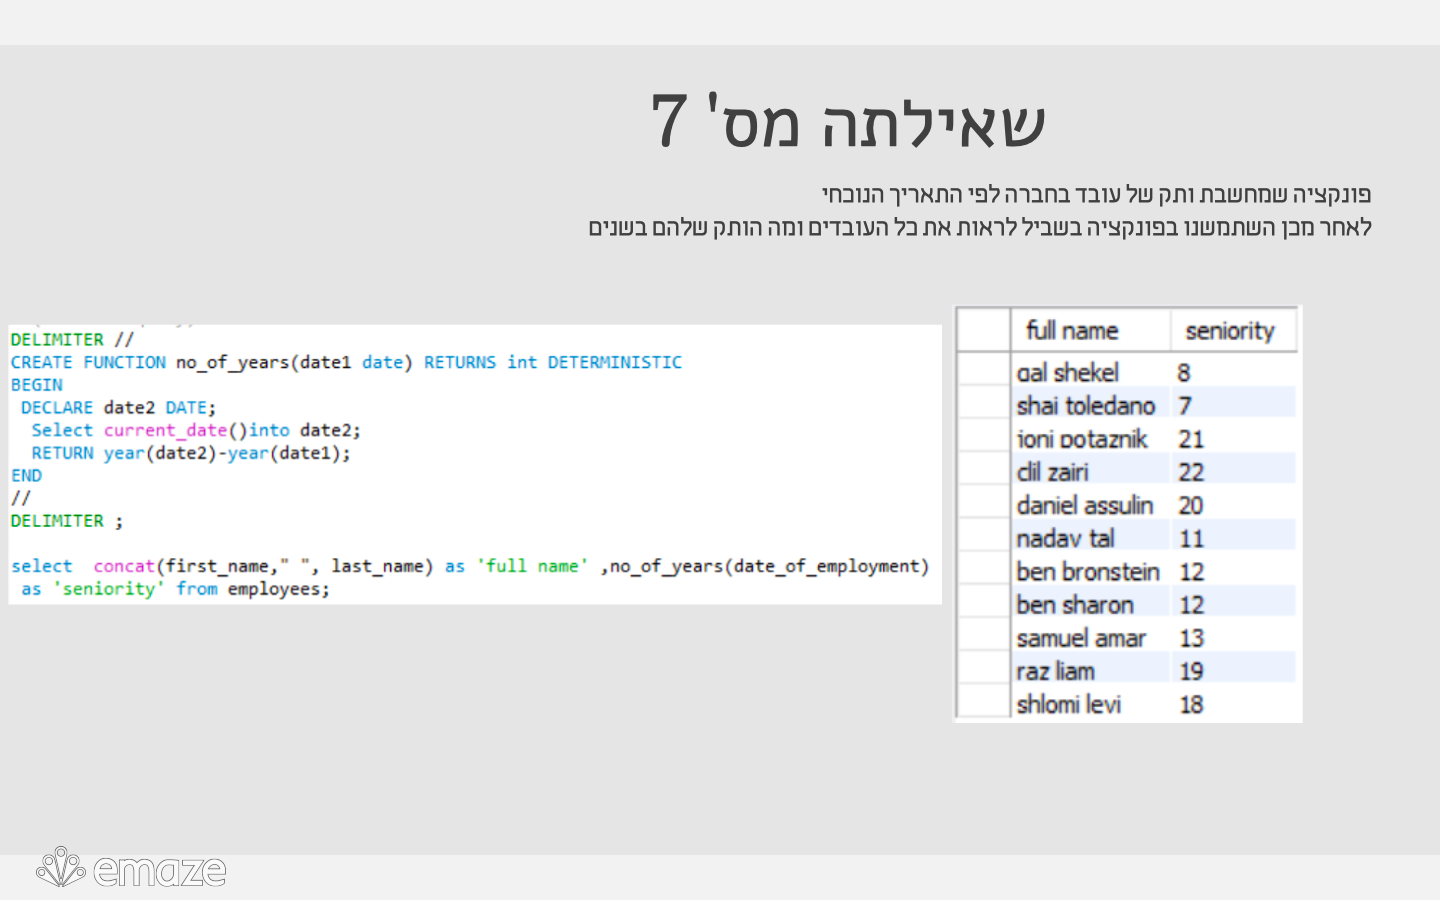 שאילתה מס' 7
פונקציה שמחשבת ותק של עובד בחברה לפי התאריך הנוכחי
לאחר מכן השתמשנו בפונקציה בשביל לראות את כל העובדים ומה הותק שלהם בשנים
DELIMITER //
CREATE FUNCTION no_of_years(date1 date) RETURNS int DETERMINISTIC
BEGIN
DECLARE date2 DATE;
Select current_date()into date2;
RETURN year(date2)-year(date1);
END
//
DELIMITER ;
select  concat(first_name," ", last_name) as 'full name' ,no_of_years(date_of_employment)
as 'seniority' from employees;
full name seniority
gal shekel 8
shai toledano 7
joni potaznik 21
clil zairi 22
daniel assulin 20
nadav tal 11
ben bronstein 12
ben sharon 12
samuel amar 13
raz liam 19
shlomi levi 18
emaze